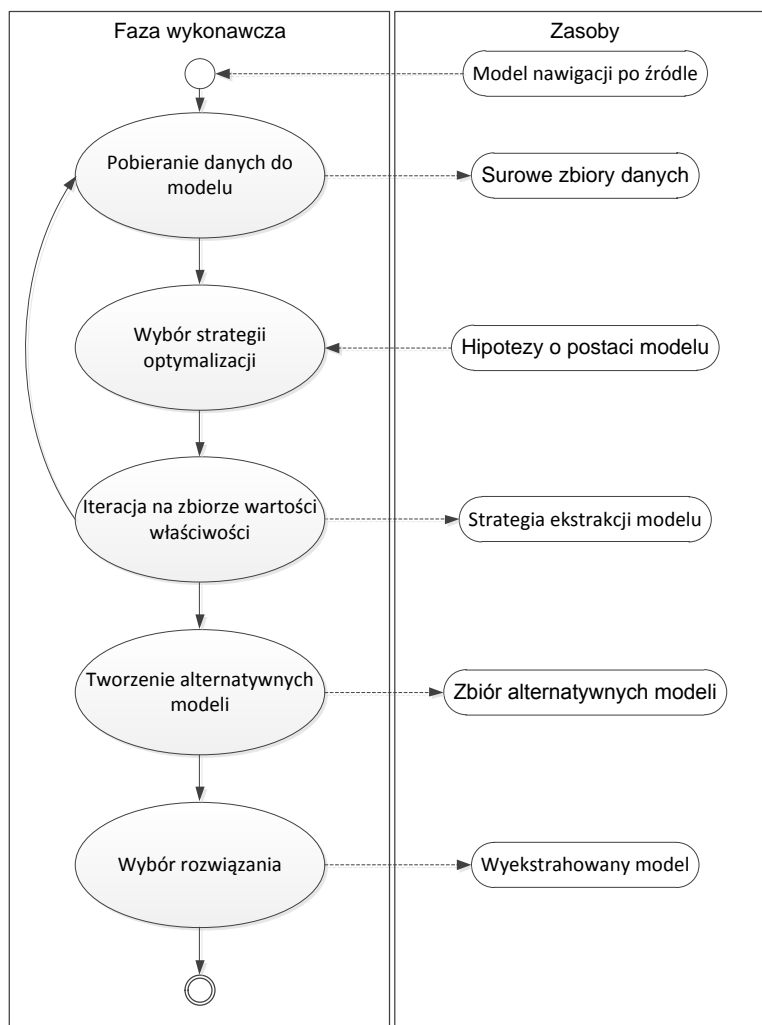 Faza wykonawcza
Zasoby
Model nawigacji po źródle
Pobieranie danych do
modelu
Surowe zbiory danych
Wybór strategii
optymalizacji
Hipotezy o postaci modelu
Iteracja na zbiorze wartości
właściwości
Strategia ekstrakcji modelu
Tworzenie alternatywnych
modeli
Zbiór alternatywnych modeli
Wybór rozwiązania
Wyekstrahowany model